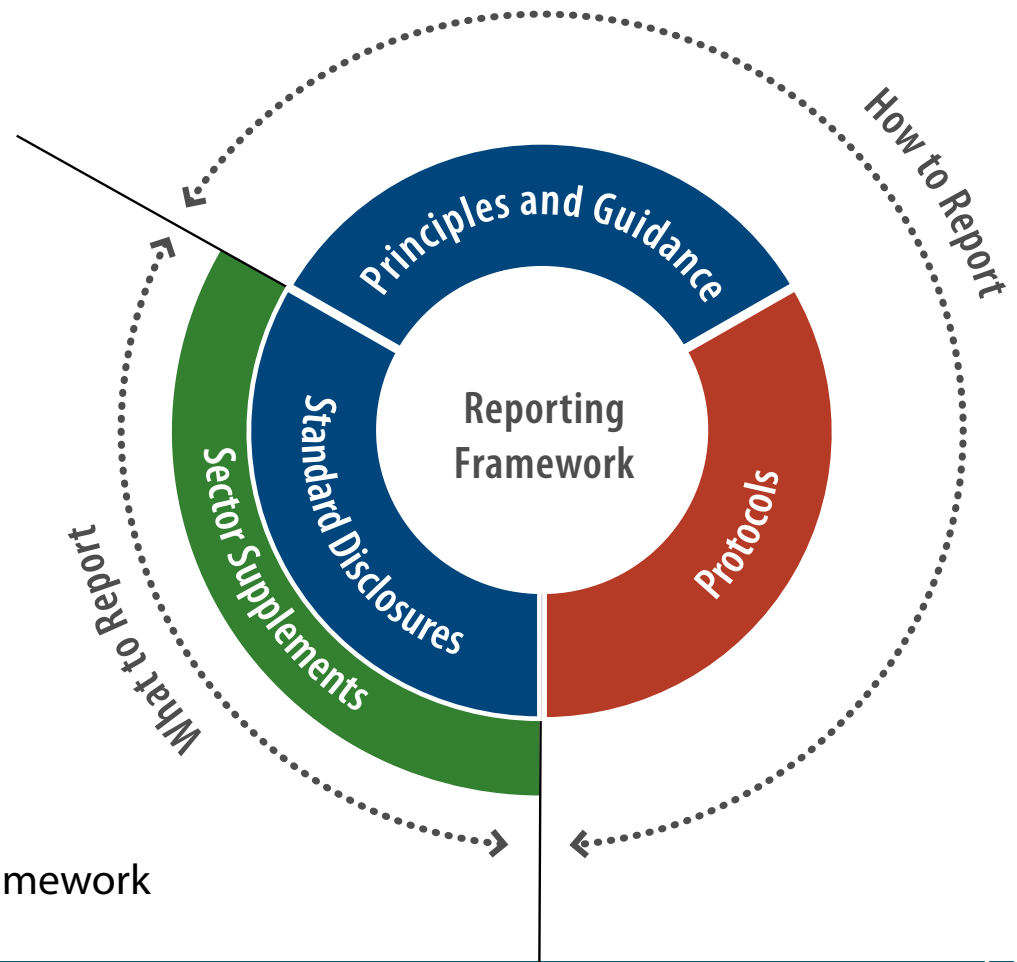 How to Report
Principles and Guidance
Reporting
Framework
Standard Disclosures
Sector Supplements
Protocols
What to Report
mework